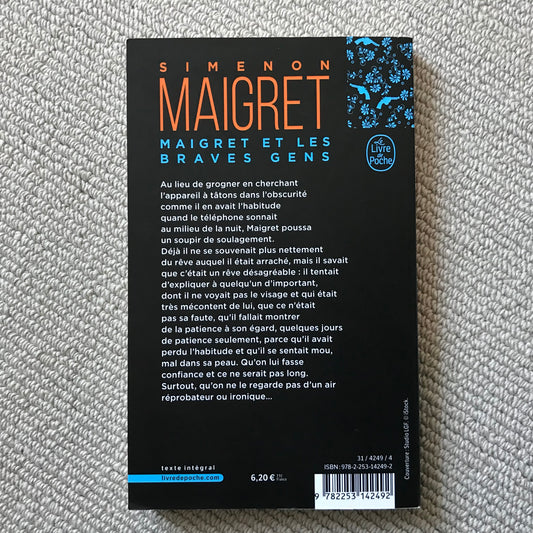 SIMENON
MAIGRET
MAIGRET ET LES
BRAVES GENS
Le
Livre
de
Poche
Au lieu de grogner en cherchant
l'appareil à tâtons dans l'obscurité
comme il en avait l'habitude
quand le téléphone sonnait
au milieu de la nuit, Maigret poussa
un soupir de soulagement.
Déjà il ne se souvenait plus nettement
du rêve auquel il était arraché, mais il savait
que c'était un rêve désagréable : il tentait
d'expliquer à quelqu'un d'important,
dont il ne voyait pas le visage et qui était
très mécontent de lui, que ce n'était
pas sa faute, qu'il fallait montrer
de la patience à son égard, quelques jours
de patience seulement, parce qu'il avait
perdu l'habitude et qu'il se sentait mou,
mal dans sa peau. Qu'on lui fasse
confiance et ce ne serait pas long.
Surtout, qu'on ne le regarde pas d'un air
réprobateur ou ironique...
Couverture : Studio LGF. © iStock.
31 / 4249 / 4
ISBN : 978-2-253-14249-2
texte intégral
livredepoche.com
6,20 €
France
9 782253 142492